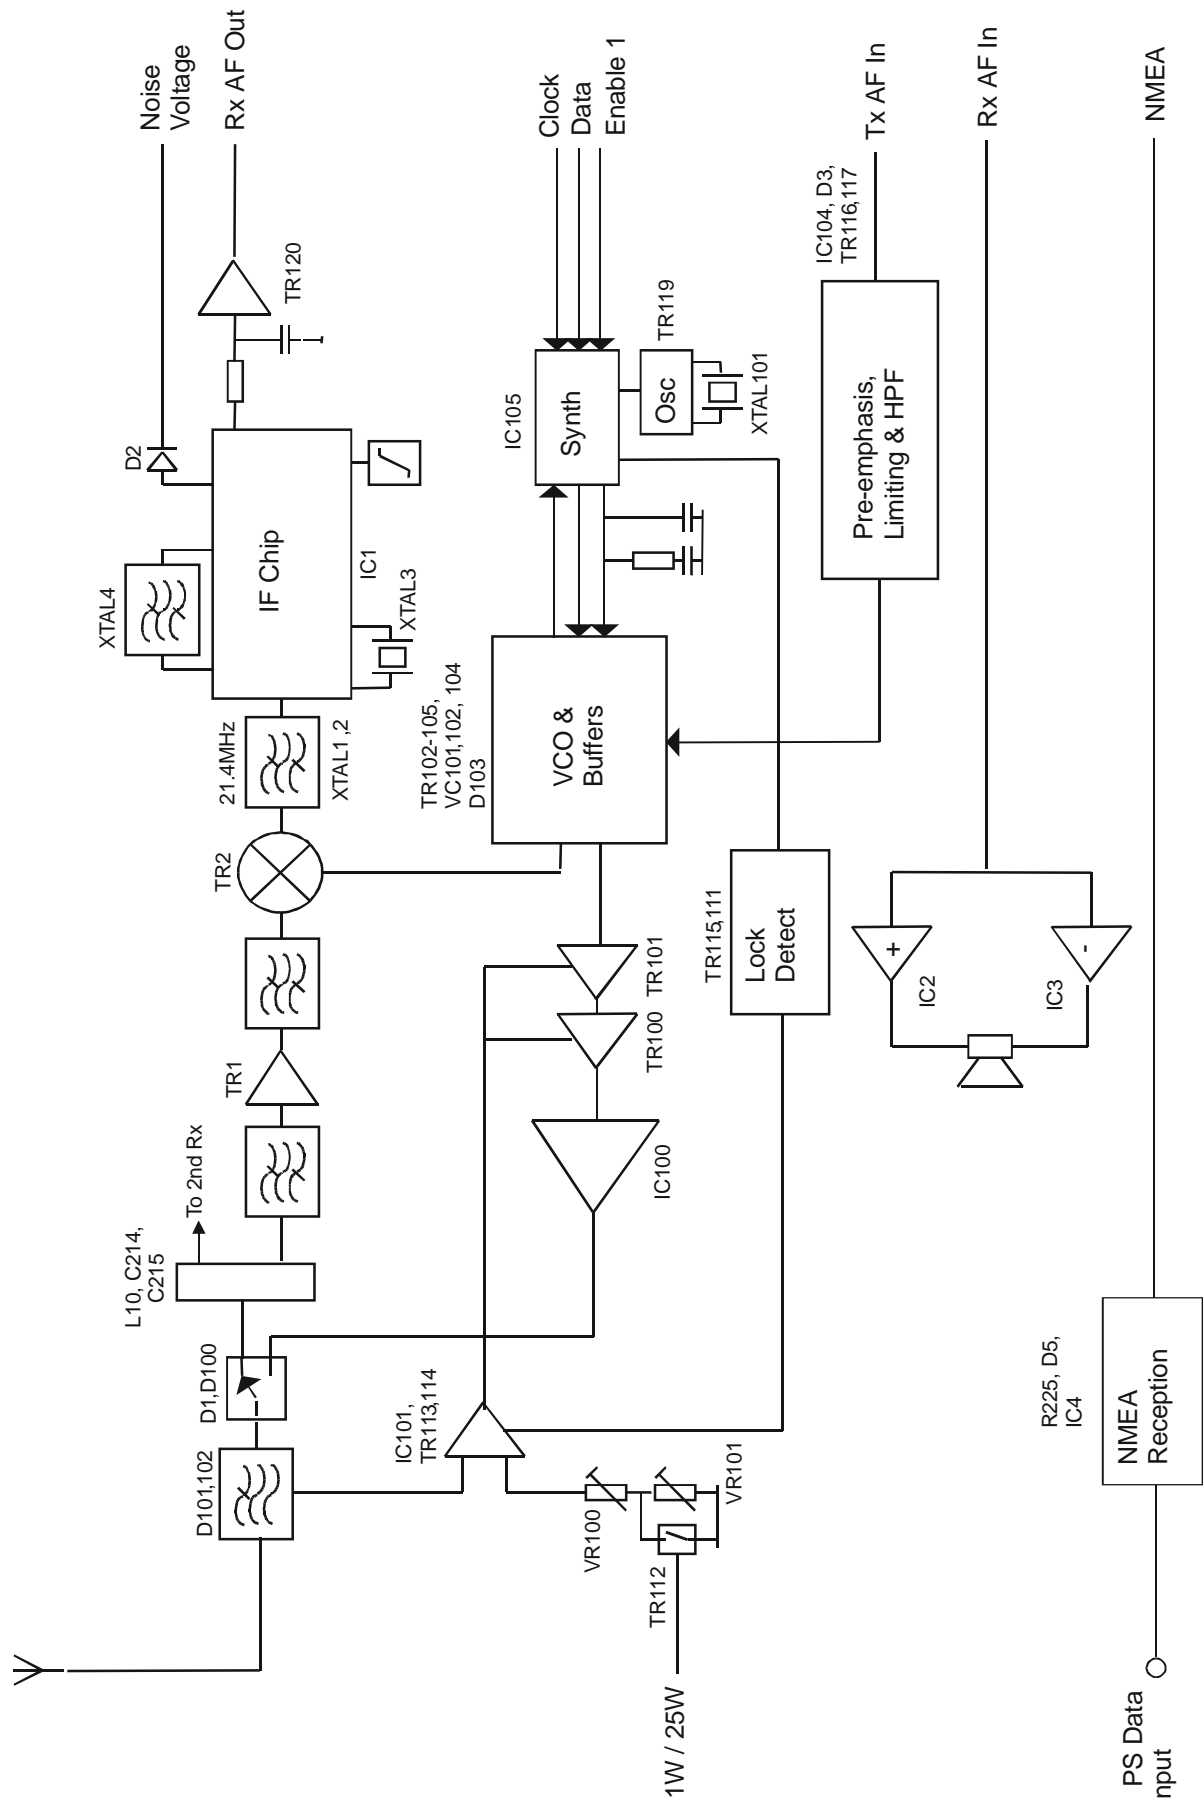 Noise
Voltage
Rx AF Out
TR120
D2
XTAL4
IF Chip
IC1
XTAL3
21.4MHz
XTAL1,2
TR2
TR1
To 2nd Rx
L10, C214,
C215
D1,D100
D101,102
Clock
Data
Enable 1
IC105
Synth
TR119
Osc
XTAL101
TR102-105,
VC101,102, 104
D103
VCO &
Buffers
TR101
TR100
IC100
IC101,
TR113,114
VR100
VR101
TR112
1W / 25W
Tx AF In
IC104, D3,
TR116,117
Pre-emphasis,
Limiting & HPF
TR115,111
Lock
Detect
Rx AF In
+
IC2
-
IC3
NMEA
R225, D5,
IC4
NMEA
Reception
PS Data
nput